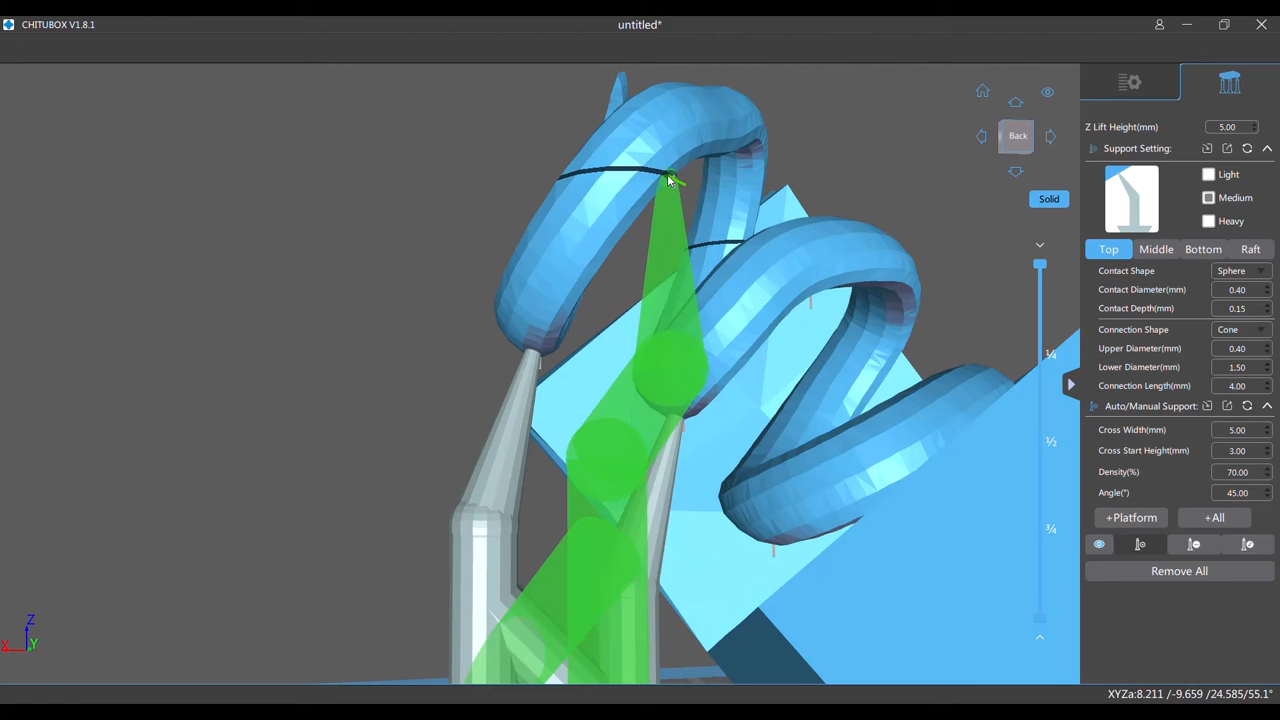 CHITUBOX V1.8.1
untitled*
Z Lift Height(mm) 5.00
Support Setting:
Light
Medium
Heavy
Back
Solid
Top Middle Bottom Raft
Contact Shape Sphere
Contact Diameter(mm) 0.40
Contact Depth(mm) 0.15
Connection Shape Cone
Upper Diameter(mm) 0.40
Lower Diameter(mm) 1.50
Connection Length(mm) 4.00
Auto/Manual Support:
Cross Width(mm) 5.00
Cross Start Height(mm) 3.00
Density(%) 70.00
Angle(°) 45.00
+Platform +All
Remove All
¼
½
¾
Z
X Y
XYZa:8.211 / -9.659 /24.585/55.1°